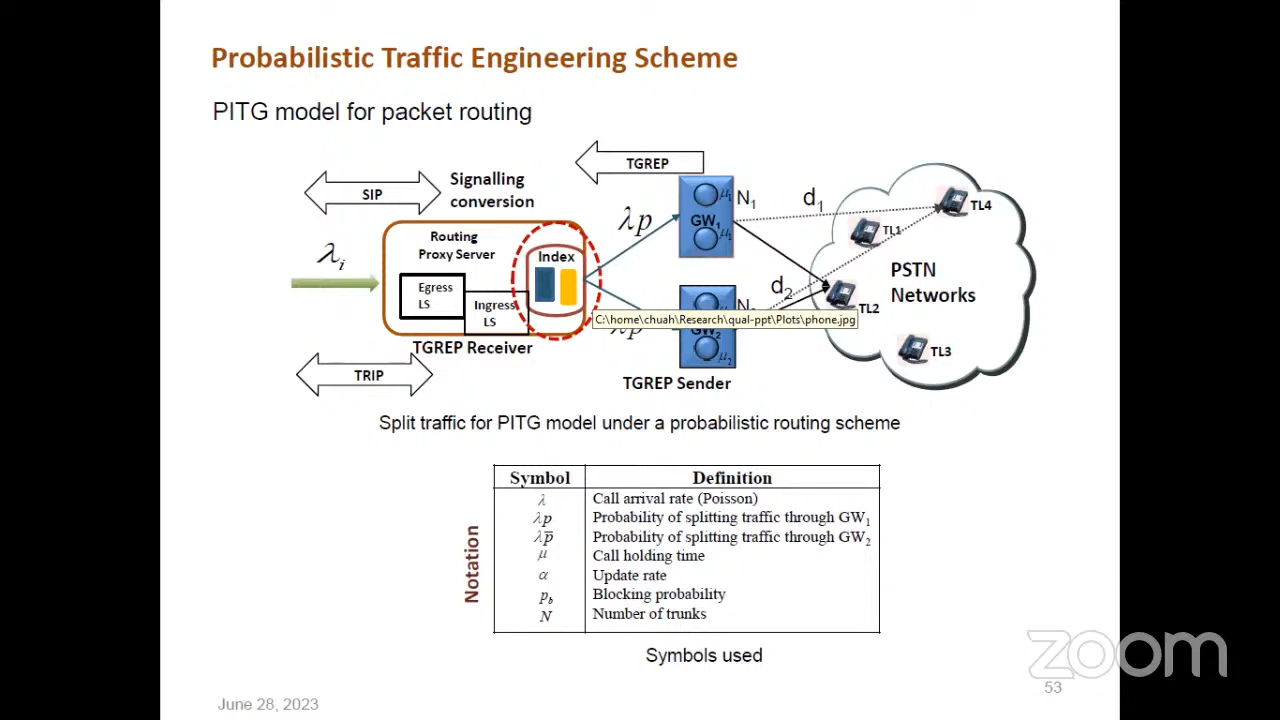 Probabilistic Traffic Engineering Scheme
PITG model for packet routing
TGREP
SIP
Signalling
conversion
λi
Routing
Proxy Server
Index
Egress
LS
Ingress
LS
TGREP Receiver
TRIP
λp
μ1
N1
GW1
μ1
d1
TL4
TL1
PSTN
Networks
d2
TL2
C:\home\chuah\Research\qual-ppt\Plots\phone.jpg
GW2
μ2
TL3
TGREP Sender
Split traffic for PITG model under a probabilistic routing scheme
Symbol Definition
λ Call arrival rate (Poisson)
λp Probability of splitting traffic through GW1
λp̅ Probability of splitting traffic through GW2
μ Call holding time
α Update rate
pb Blocking probability
N Number of trunks
Notation
Symbols used
zoom
53
June 28, 2023